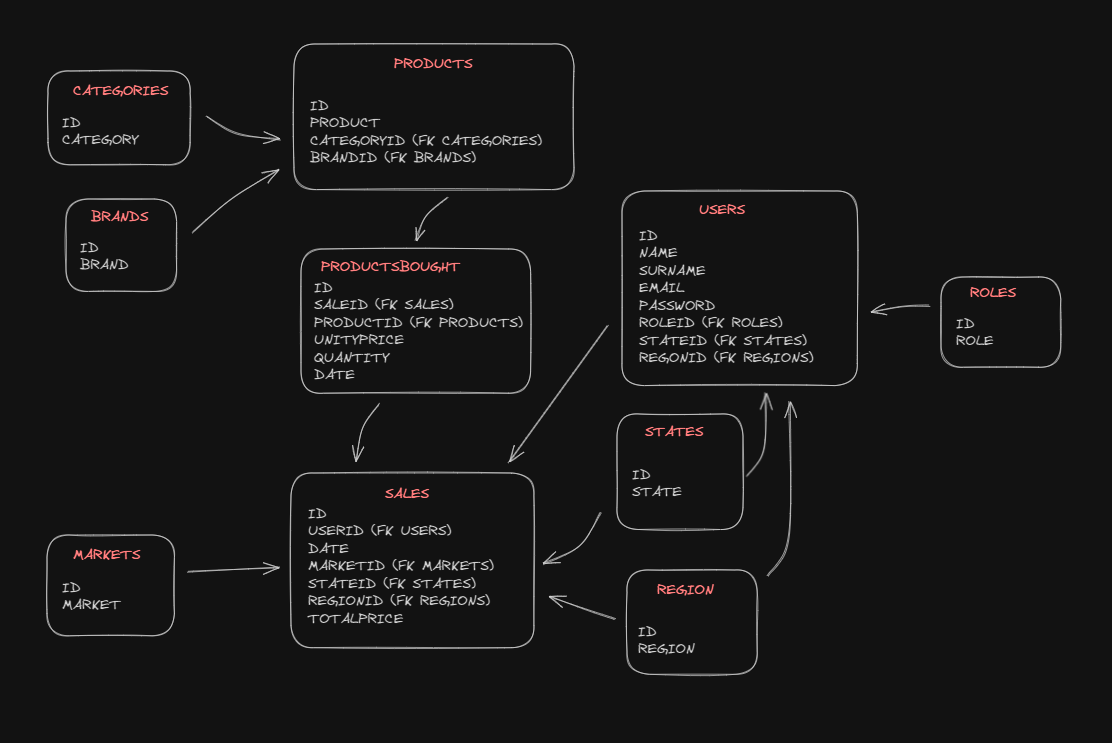 PRODUCTS
ID
PRODUCT
CATEGORYID (FK CATEGORIES)
BRANDID (FK BRANDS)
CATEGORIES
ID
CATEGORY
BRANDS
ID
BRAND
USERS
ID
NAME
SURNAME
EMAIL
PASSWORD
ROLEID (FK ROLES)
STATEID (FK STATES)
REGONID (FK REGIONS)
PRODUCTSBOUGHT
ID
SALEID (FK SALES)
PRODUCTID (FK PRODUCTS)
UNITYPRICE
QUANTITY
DATE
ROLES
ID
ROLE
STATES
ID
STATE
SALES
ID
USERID (FK USERS)
DATE
MARKETID (FK MARKETS)
STATEID (FK STATES)
REGIONID (FK REGIONS)
TOTALPRICE
MARKETS
ID
MARKET
REGION
ID
REGION